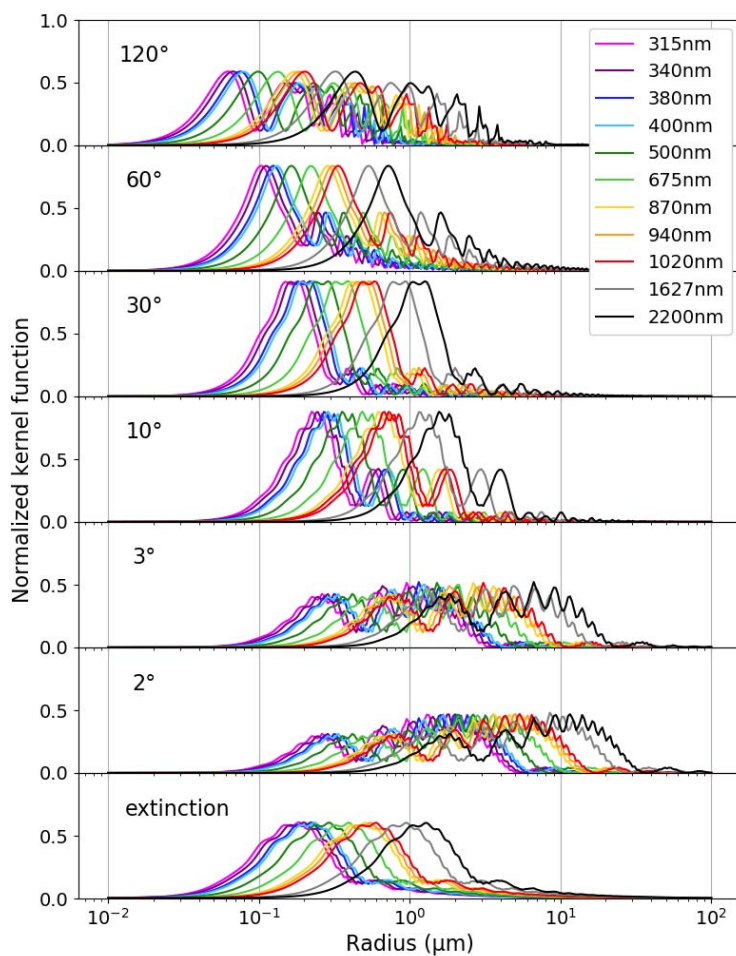 1.0
120°
0.5
0.0
60°
0.5
0.0
30°
0.5
0.0
10°
0.5
0.0
3°
0.5
0.0
2°
0.5
0.0
extinction
0.5
0.0
Normalized kernel function
315nm
340nm
380nm
400nm
500nm
675nm
870nm
940nm
1020nm
1627nm
2200nm
10⁻² 10⁻¹ 10⁰ 10¹ 10²
Radius (μm)